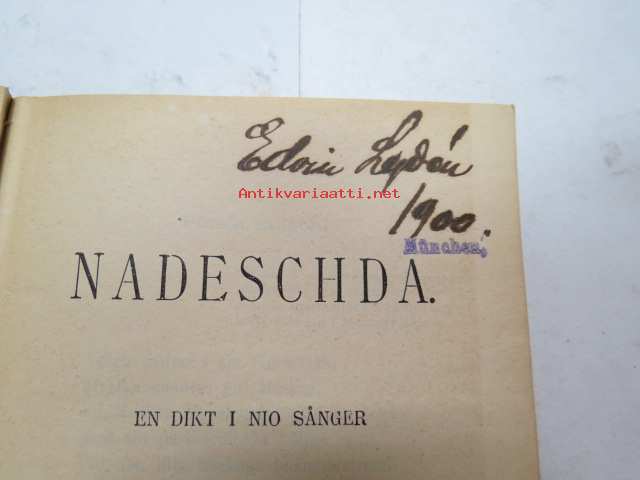 Edvin Lydén
Antikvariaatti.net
1900.
München,
NADESCHDA.
EN DIKT I NIO SÅNGER